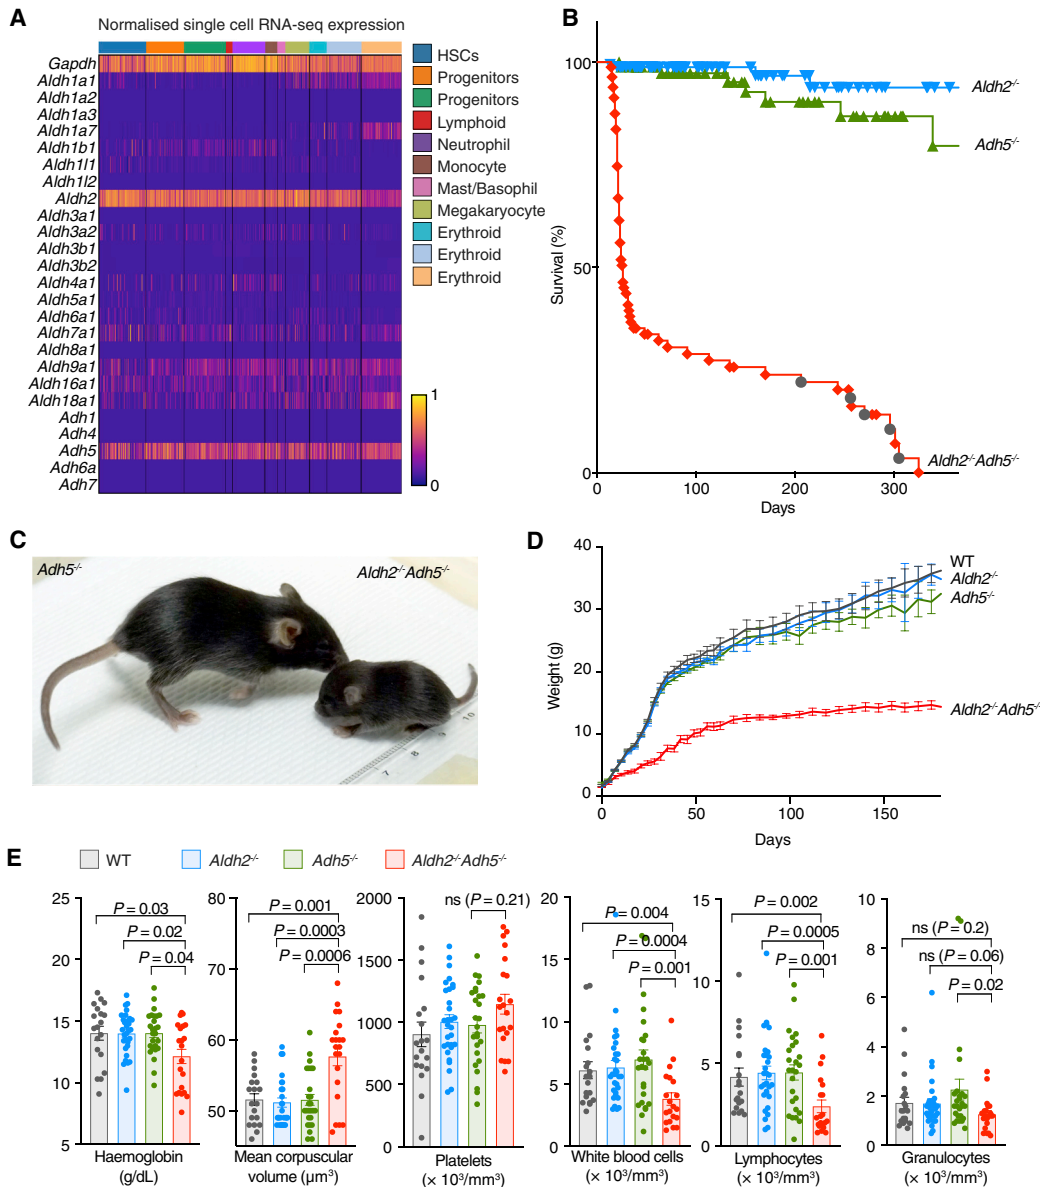 A
Normalised single cell RNA-seq expression
Gapdh
Aldh1a1
Aldh1a2
Aldh1a3
Aldh1a7
Aldh1b1
Aldh1l1
Aldh1l2
Aldh2
Aldh3a1
Aldh3a2
Aldh3b1
Aldh3b2
Aldh4a1
Aldh5a1
Aldh6a1
Aldh7a1
Aldh8a1
Aldh9a1
Aldh16a1
Aldh18a1
Adh1
Adh4
Adh5
Adh6a
Adh7
HSCs
Progenitors
Progenitors
Lymphoid
Neutrophil
Monocyte
Mast/Basophil
Megakaryocyte
Erythroid
Erythroid
Erythroid
1
0
B
Survival (%)
100
50
0
0 100 200 300
Days
Aldh2-/-
Adh5-/-
Aldh2-/-Adh5-/-
C
Adh5-/-
Aldh2-/-Adh5-/-
7 8 9 10
D
Weight (g)
40
30
20
10
0
0 50 100 150
Days
WT
Aldh2-/-
Adh5-/-
Aldh2-/-Adh5-/-
E
WT Aldh2-/- Adh5-/- Aldh2-/-Adh5-/-
25
20
15
10
5
P = 0.03
P = 0.02
P = 0.04
Haemoglobin
(g/dL)
80
70
60
50
P = 0.001
P = 0.0003
P = 0.0006
Mean corpuscular
volume (μm³)
2000
1500
1000
500
0
ns (P = 0.21)
Platelets
(× 10³/mm³)
20
15
10
5
0
P = 0.004
P = 0.0004
P = 0.001
White blood cells
(× 10³/mm³)
15
10
5
0
P = 0.002
P = 0.0005
P = 0.001
Lymphocytes
(× 10³/mm³)
10
8
6
4
2
0
ns (P = 0.2)
ns (P = 0.06)
P = 0.02
Granulocytes
(× 10³/mm³)